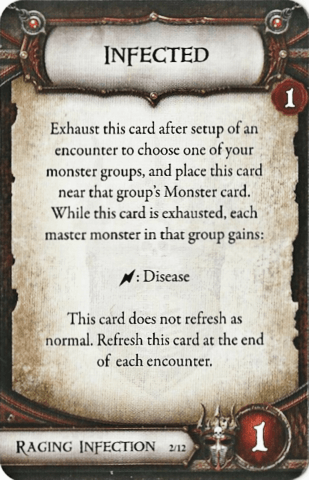 INFECTED
1
Exhaust this card after setup of an
encounter to choose one of your
monster groups, and place this card
near that group's Monster card.
While this card is exhausted, each
master monster in that group gains:
: Disease
This card does not refresh as
normal. Refresh this card at the end
of each encounter.
RAGING INFECTION 2/12
1